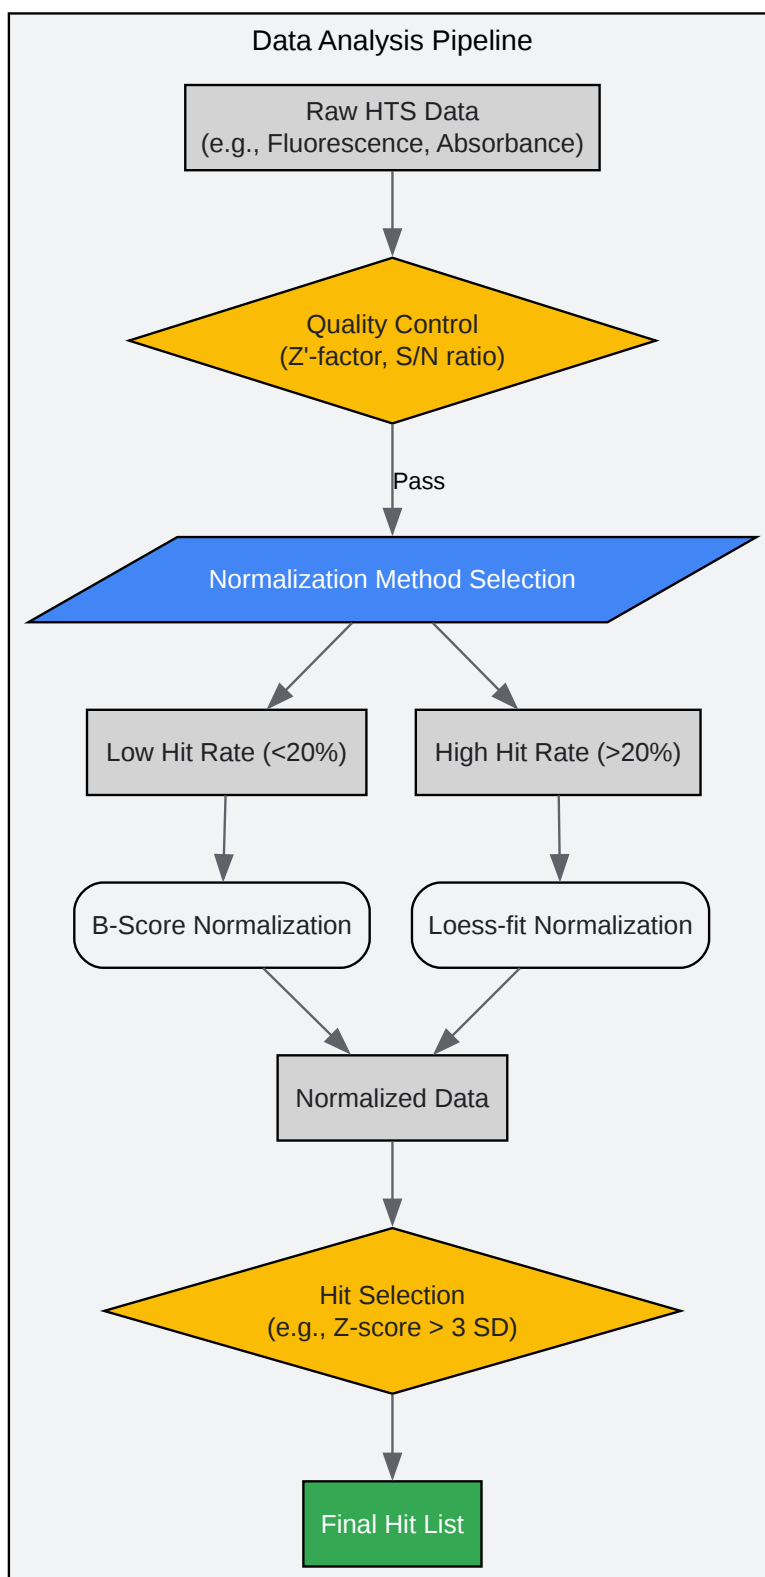 Data Analysis Pipeline
Raw HTS Data
(e.g., Fluorescence, Absorbance)
Quality Control
(Z'-factor, S/N ratio)
Pass
Normalization Method Selection
Low Hit Rate (<20%)
High Hit Rate (>20%)
B-Score Normalization
Loess-fit Normalization
Normalized Data
Hit Selection
(e.g., Z-score > 3 SD)
Final Hit List